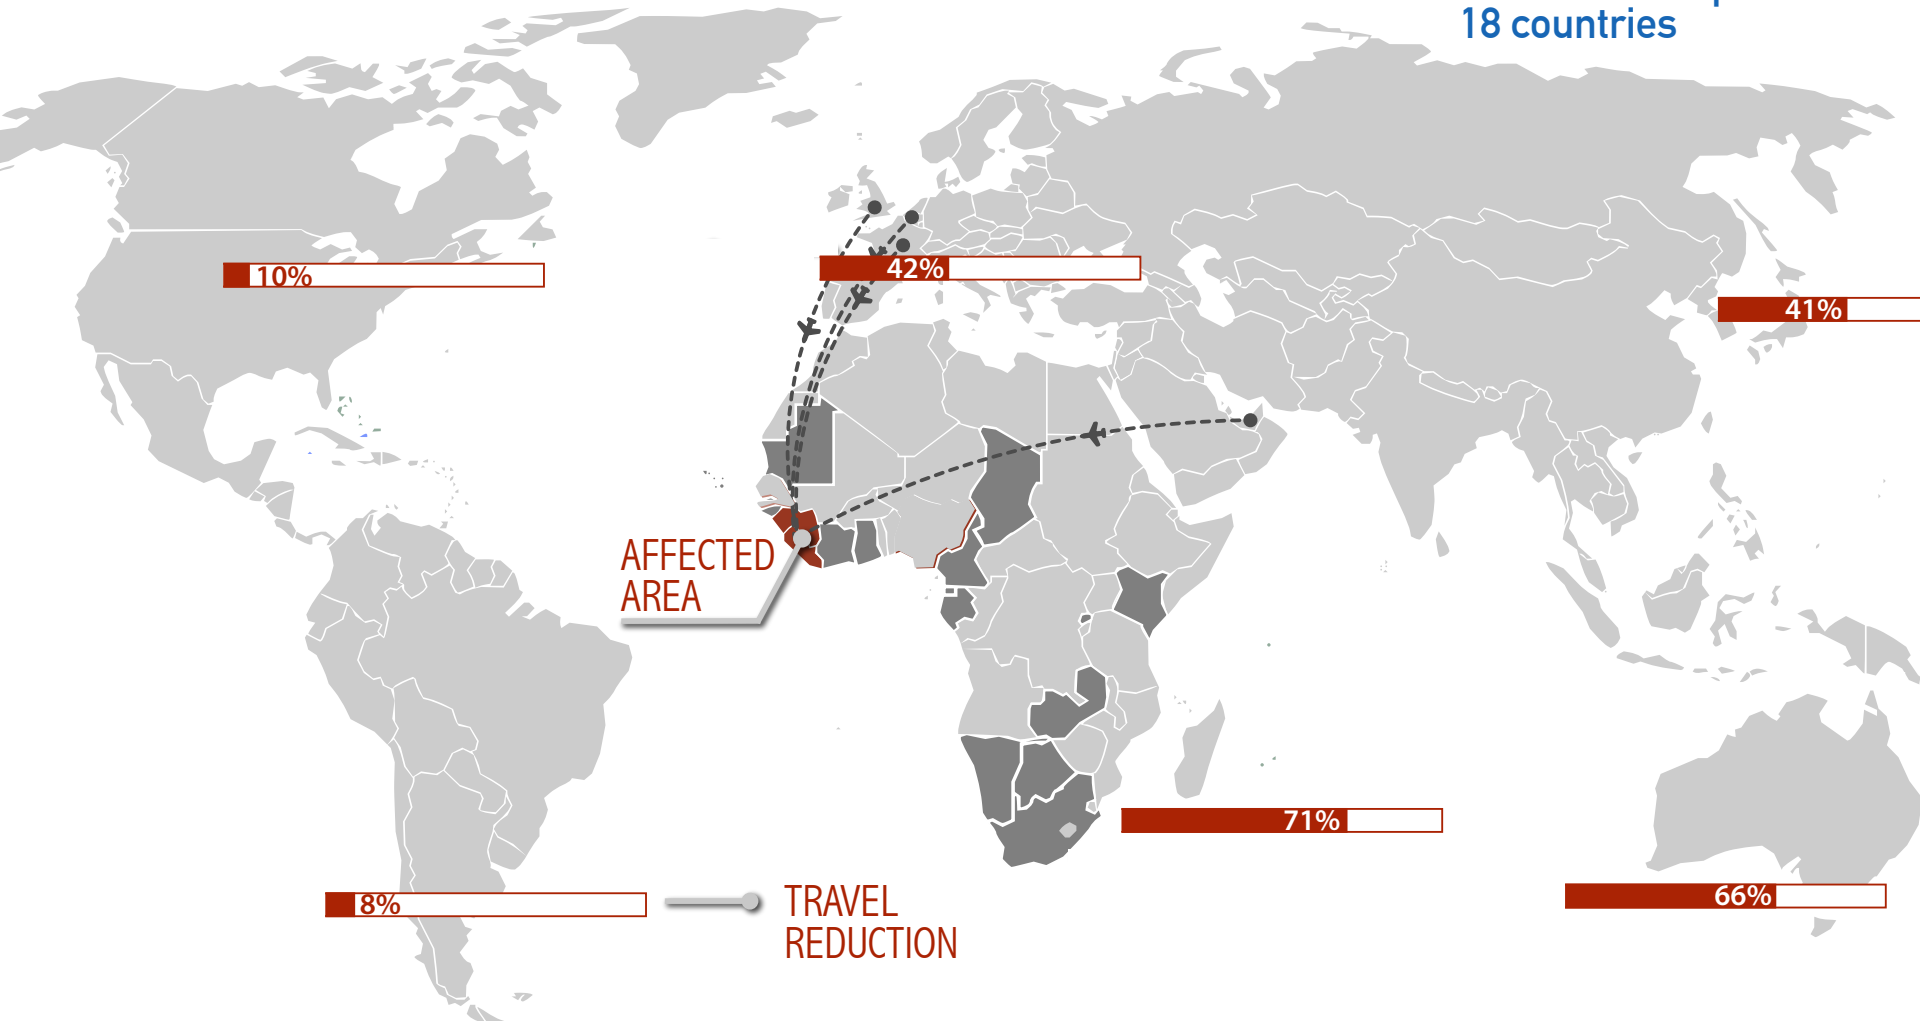 18 countries
10%
42%
41%
AFFECTED
AREA
71%
66%
8%
TRAVEL
REDUCTION